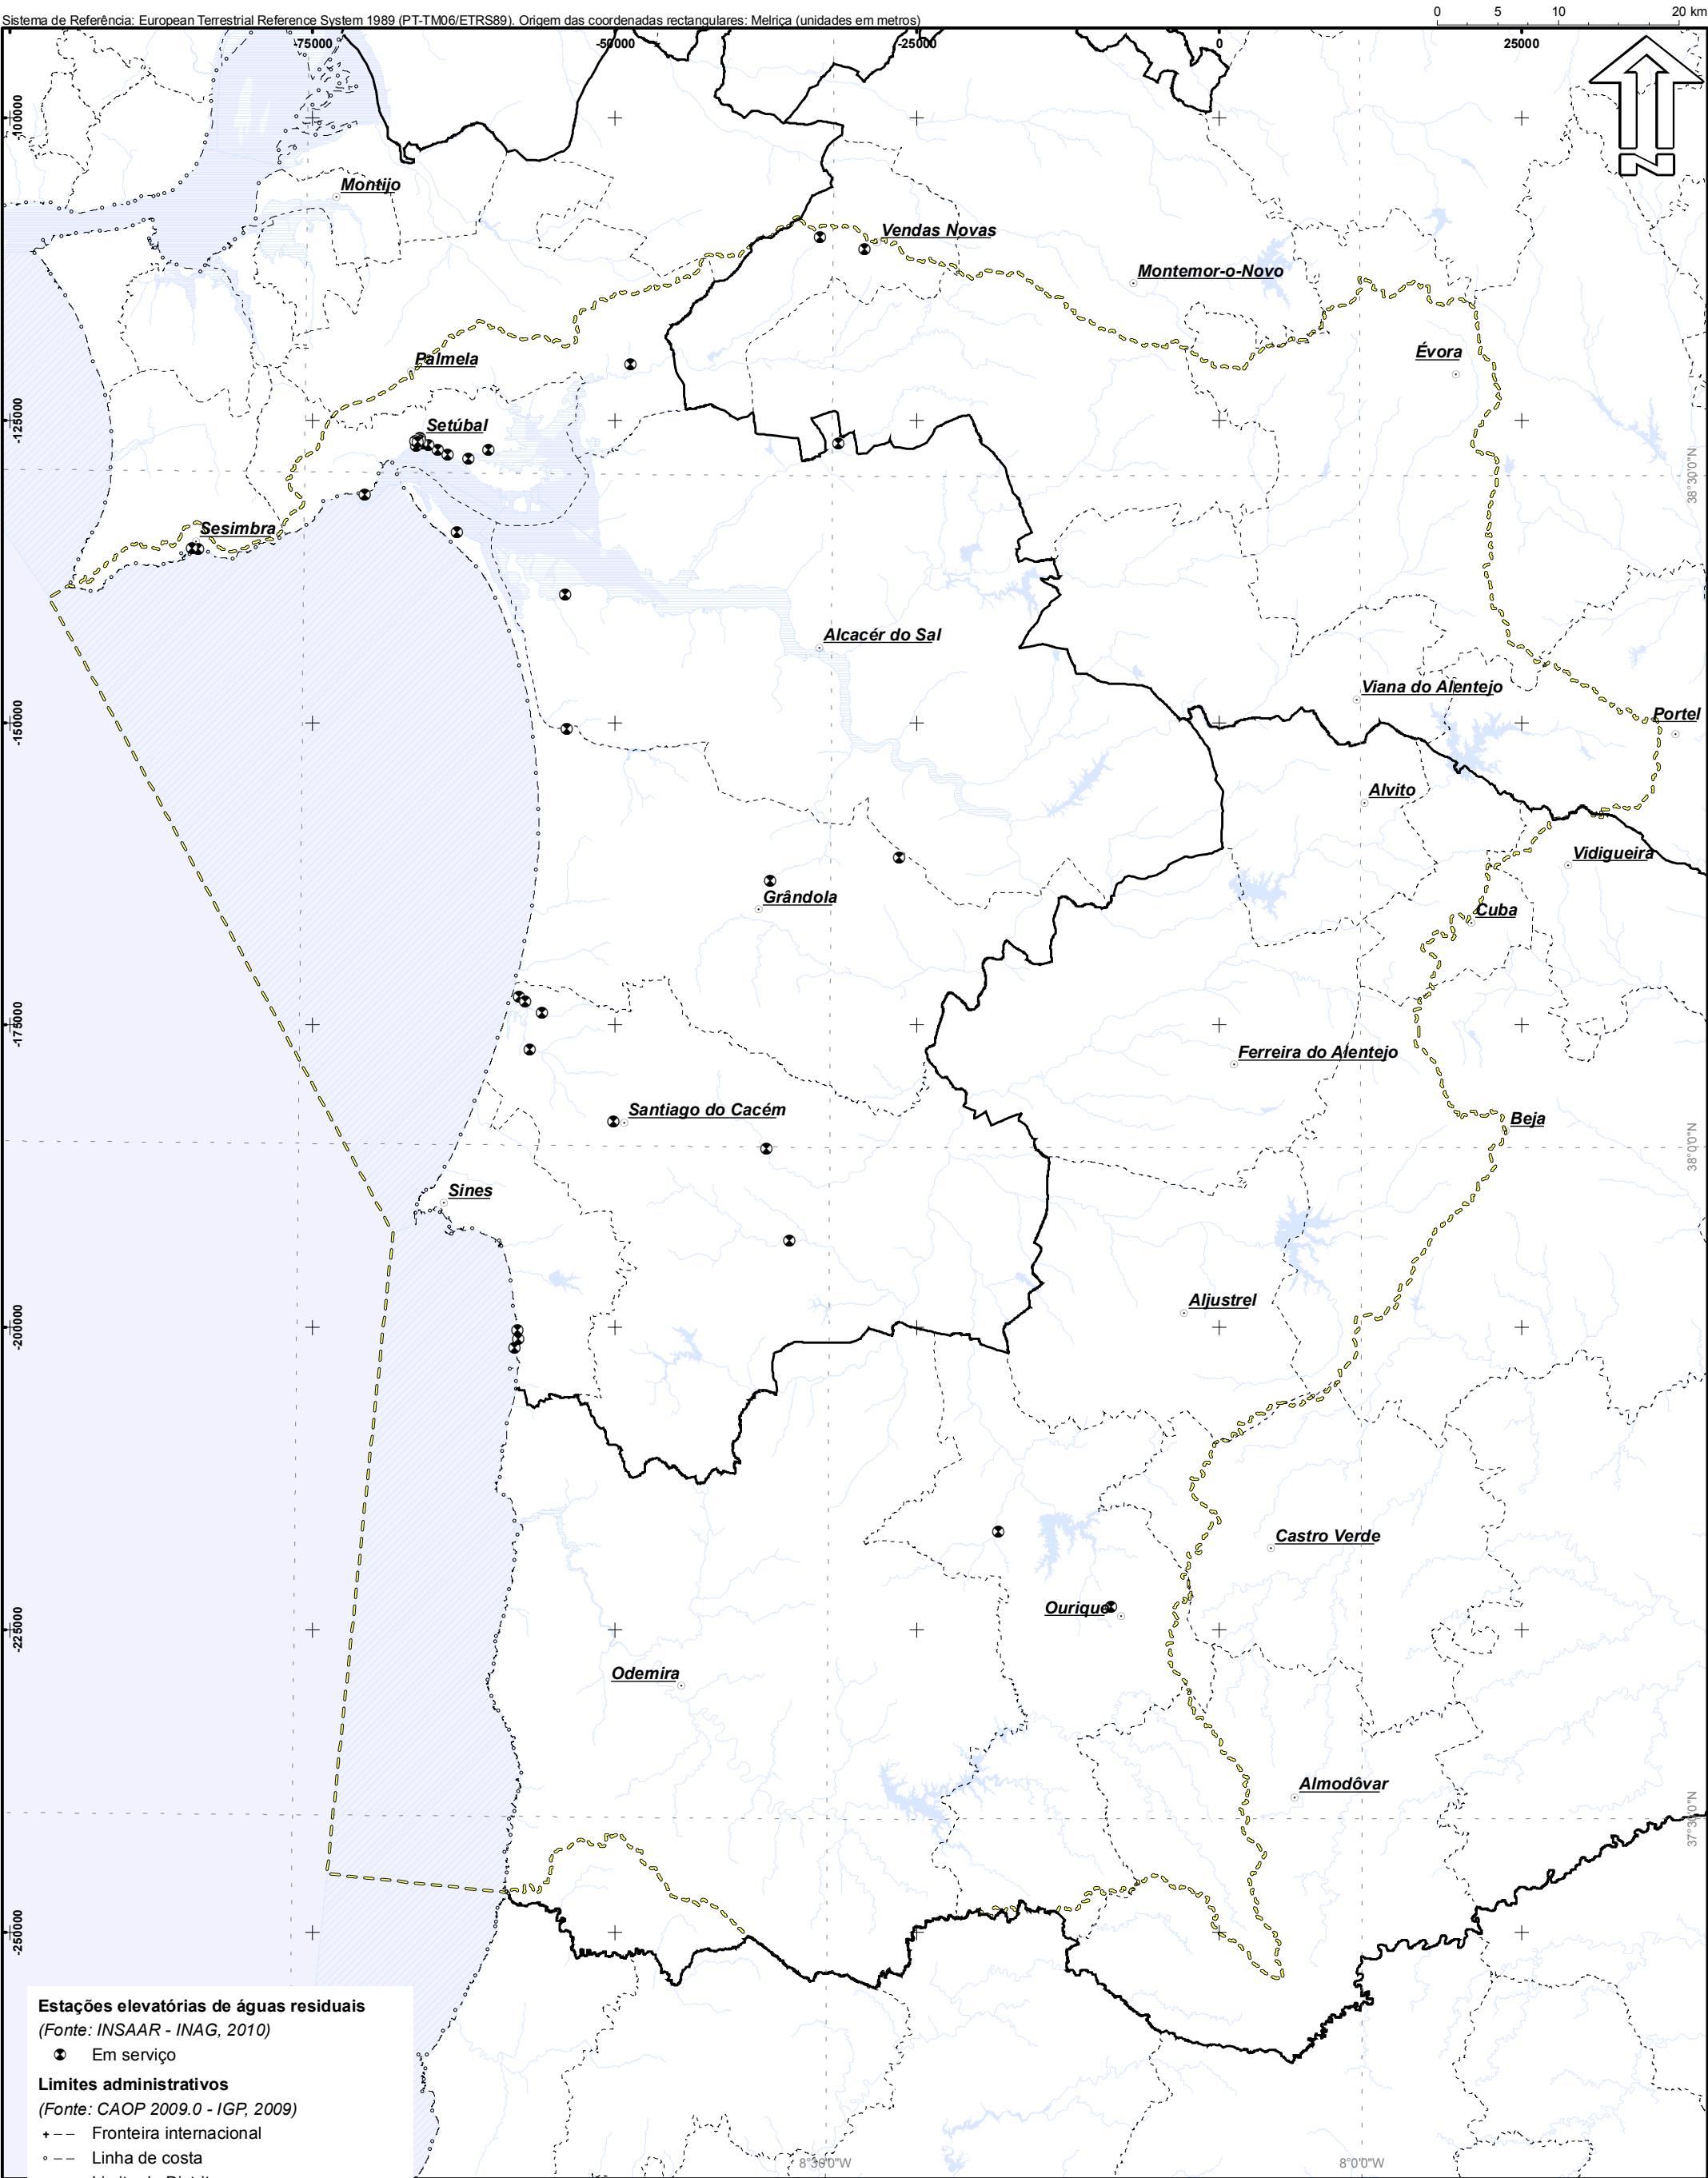 Sistema de Referência: European Terrestrial Reference System 1989 (PT-TM06/ETRS89). Origem das coordenadas rectangulares: Melriça (unidades em metros)
0 5 10 20 km
-75000 -50000 -25000 0 25000
N
-100000
Montijo
Vendas Novas
Montemor-o-Novo
Évora
Palmela
-125000
Setúbal
38°30'0"N
Sesimbra
Alcacér do Sal
Viana do Alentejo
Portel
-150000
Alvito
Vidigueira
Grândola
Cuba
-175000
Ferreira do Alentejo
Santiago do Cacém
Beja
38°0'0"N
Sines
Aljustrel
-200000
Castro Verde
Ourique
-225000
Odemira
Almodôvar
37°30'0"N
-250000
Estações elevatórias de águas residuais
(Fonte: INSAAR - INAG, 2010)
Em serviço
Limites administrativos
(Fonte: CAOP 2009.0 - IGP, 2009)
Fronteira internacional
Linha de costa
8°30'0"W 8°0'0"W